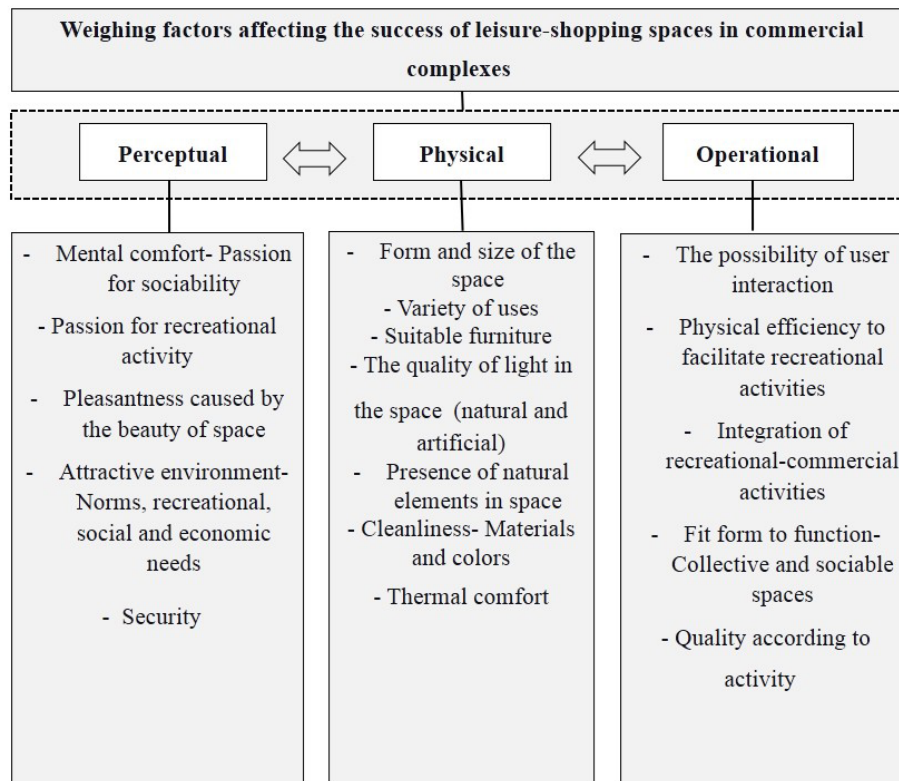 Weighing factors affecting the success of leisure-shopping spaces in commercial
complexes
Perceptual
Physical
Operational
- Mental comfort- Passion
for sociability
- Passion for recreational
activity
- Pleasantness caused by
the beauty of space
- Attractive environment-
Norms, recreational,
social and economic
needs
- Security
- Form and size of the
space
- Variety of uses
- Suitable furniture
- The quality of light in
the space (natural and
artificial)
- Presence of natural
elements in space
- Cleanliness- Materials
and colors
- Thermal comfort
- The possibility of user
interaction
- Physical efficiency to
facilitate recreational
activities
- Integration of
recreational-commercial
activities
- Fit form to function-
Collective and sociable
spaces
- Quality according to
activity